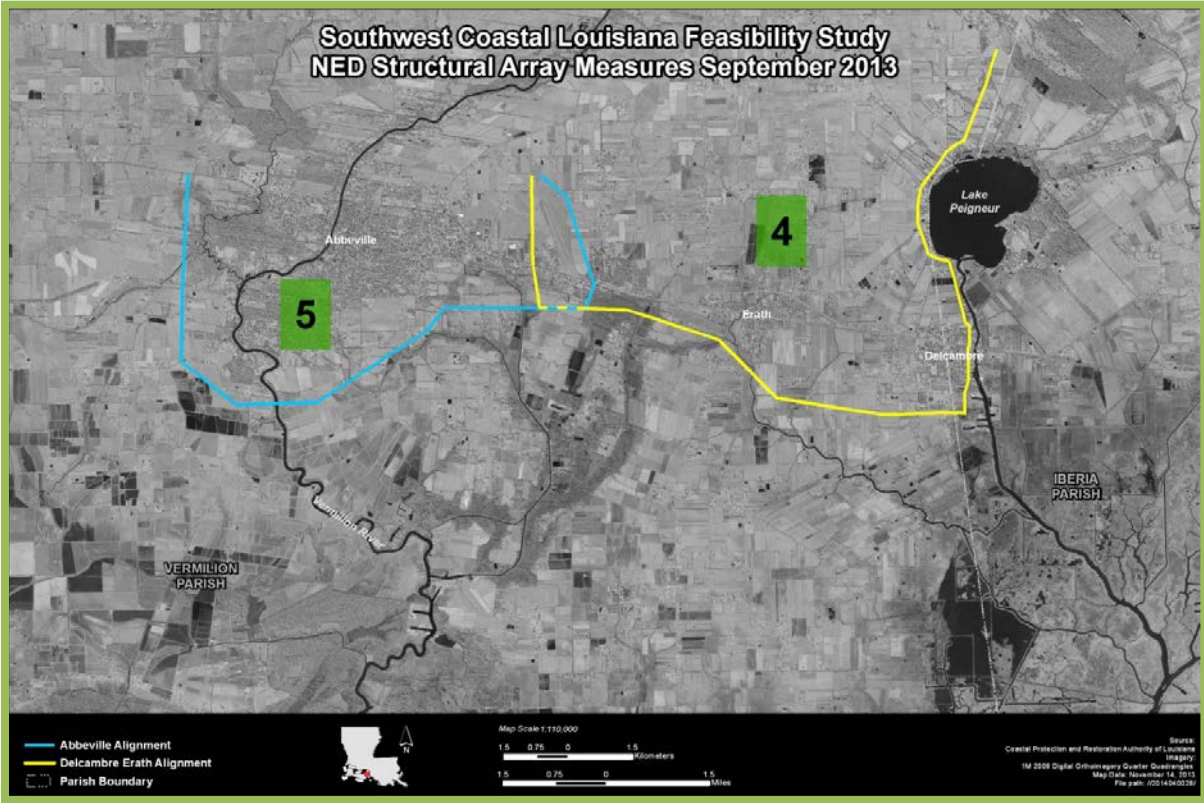 Southwest Coastal Louisiana Feasibility Study
NED Structural Array Measures September 2013
Lake
Peigneur
Abbeville
4
5
Erath
Delcambre
IBERIA
PARISH
Vermilion River
VERMILION
PARISH
Abbeville Alignment
Delcambre Erath Alignment
Parish Boundary
N
Map Scale 1:110,000
1.5 0.75 0 1.5
Kilometers
1.5 0.75 0 1.5
Miles
Source:
Coastal Protection and Restoration Authority of Louisiana
Imagery:
1M 2008 Digital Orthoimagery Quarter Quadrangles
Map Date: November 14, 2013
File path: